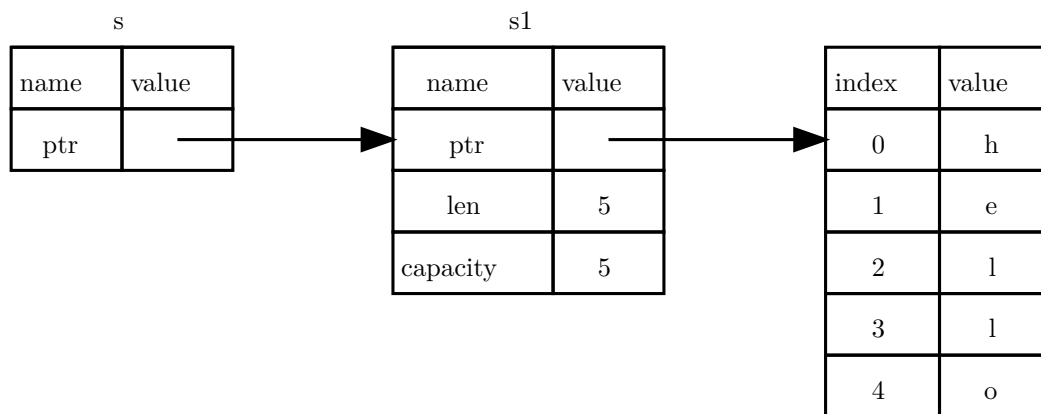 s
name value
ptr
s1
name value
ptr
len 5
capacity 5
index value
0 h
1 e
2 l
3 l
4 o